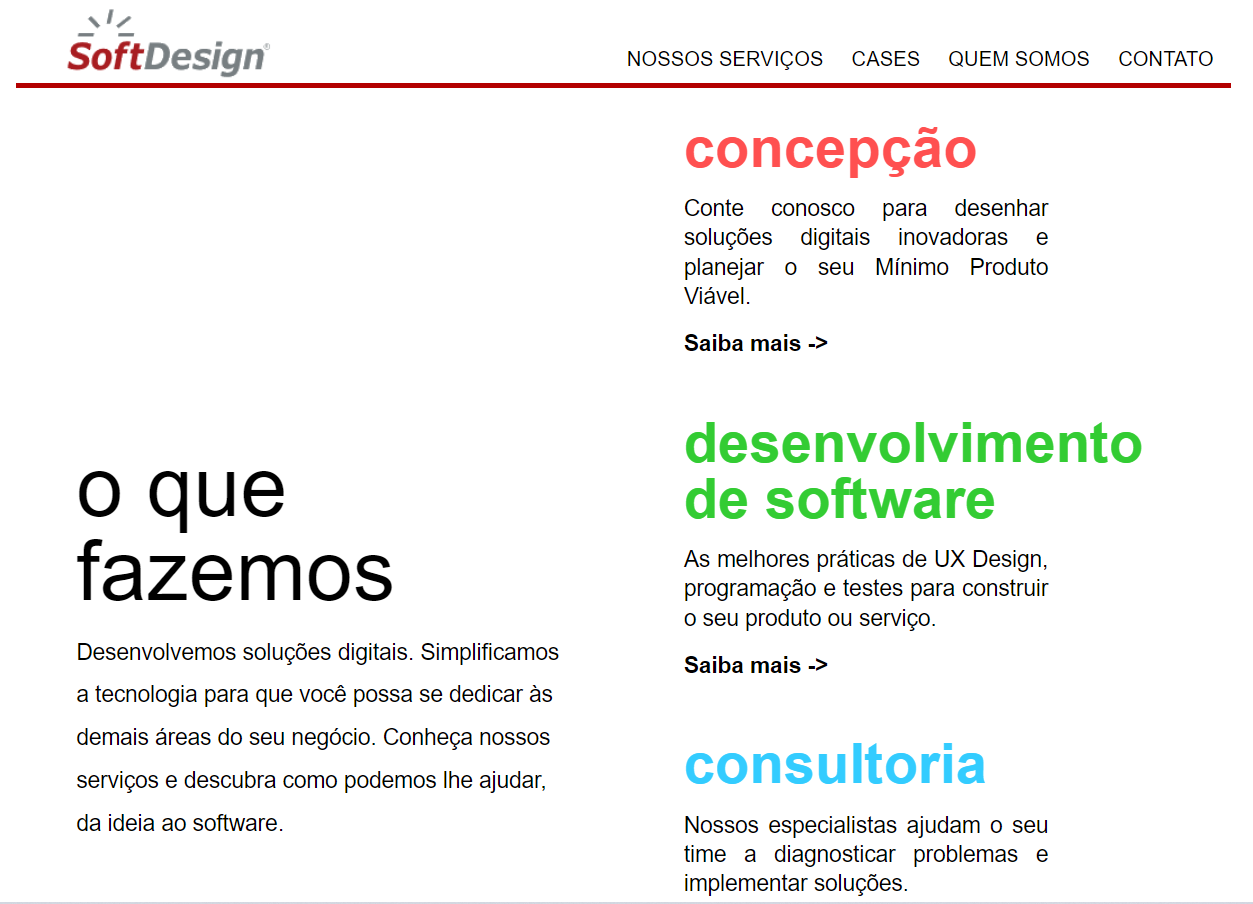 SoftDesign®
NOSSOS SERVIÇOS CASES QUEM SOMOS CONTATO
o que
fazemos
Desenvolvemos soluções digitais. Simplificamos
a tecnologia para que você possa se dedicar às
demais áreas do seu negócio. Conheça nossos
serviços e descubra como podemos lhe ajudar,
da ideia ao software.
concepção
Conte conosco para desenhar
soluções digitais inovadoras e
planejar o seu Mínimo Produto
Viável.
Saiba mais ->
desenvolvimento
de software
As melhores práticas de UX Design,
programação e testes para construir
o seu produto ou serviço.
Saiba mais ->
consultoria
Nossos especialistas ajudam o seu
time a diagnosticar problemas e
implementar soluções.